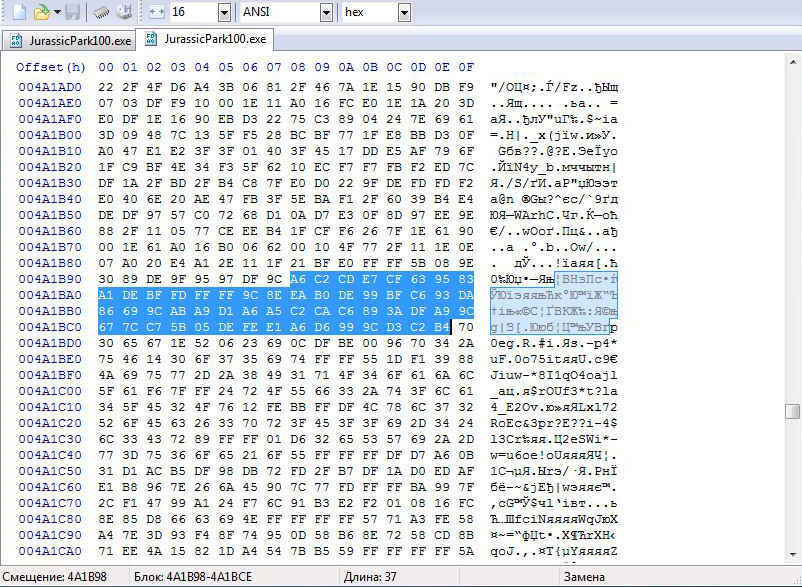 16 ANSI hex
JurassicPark100.exe JurassicPark100.exe
Offset(h) 00 01 02 03 04 05 06 07 08 09 0A 0B 0C 0D 0E 0F
004A1AD0 22 2F 4F D6 A4 3B 06 81 2F 46 7A 1E 15 90 DB F9 "/OЦ¤;.Ѓ/Fz..ђЫщ
004A1AE0 07 03 DF F9 10 00 1E 11 A0 16 FC E0 1E 1A 20 3D ..Ящ.... .ьа.. =
004A1AF0 E0 DF 1E 16 90 EB D3 22 75 C3 89 04 24 7E 69 61 аЯ..ђлУ"uГ‰.$~ia
004A1B00 3D 09 48 7C 13 5F F5 28 BC BF 77 1F E8 BB D3 0F =.H|._х(јїw.и»У.
004A1B10 A0 47 E1 E2 3F 3F 01 40 3F 45 17 DD E5 AF 79 6F Gбв??.@?E.ЭеЇyo
004A1B20 1F C9 BF 4E 34 F3 5F 62 10 EC F7 F7 FB F2 ED 7C .ЙїN4у_b.мччытн|
004A1B30 DF 1A 2F BD 2F B4 C8 7F E0 D0 22 9F DE FD FD F2 Я./Ѕ/ґИ.аР"џЮээт
004A1B40 E0 40 6E 20 AE 47 FB 3F 5E BA F1 2F 60 39 B4 E4 а@n ®Gы?^єс/`9ґд
004A1B50 DE DF 97 57 C0 72 68 D1 0A D7 E3 0F 8D 97 EE 9E ЮЯ—WАrhС.Чг.Ќ—оћ
004A1B60 88 2F 11 05 77 CE EE B4 1F CF F6 26 7F 1E 61 90 €/..wОоґ.Пц&..aђ
004A1B70 00 1E 61 A0 16 B0 06 62 00 10 4F 77 2F 11 1E 0E ..a .°.b..Ow/...
004A1B80 07 A0 20 E4 A1 2E 11 1F 21 BF E0 FF FF 5B 08 9E .  дЎ...!їаяя[.ћ
004A1B90 30 89 DE 9F 95 97 DF 9C A6 C2 CD E7 CF 63 95 83 0‰Юџ•—Яњ¦ВНзПc•ѓ
004A1BA0 A1 DE BF FD FF FF 9C 8E EA B0 DE 99 BF C6 93 DA ЎЮїэяяњЋк°Ю™їЖ“Ъ
004A1BB0 86 69 9C AB A9 D1 A6 A5 C2 CA C6 89 3A DF A9 9C †iњ«©С¦ҐВКЖ‰:Я©њ
004A1BC0 67 7C C7 5B 05 DE FE E1 A6 D6 99 9C D3 C2 B4 70 g|З[.Ююб¦Ц™њУВґp
004A1BD0 30 65 67 1E 52 06 23 69 0C DF BE 00 96 70 34 2A 0eg.R.#i.Яѕ.–p4*
004A1BE0 75 46 14 30 6F 37 35 69 74 FF FF 55 1D F1 39 88 uF.0o75itяяU.с9€
004A1BF0 4A 69 75 77 2D 2A 38 49 31 71 4F 34 6F 61 6A 6C Jiuw-*8I1qO4oajl
004A1C00 5F 61 F6 7F FF 24 72 4F 55 66 33 2A 74 3F 6C 61 _aц.я$rOUf3*t?la
004A1C10 34 5F 45 32 4F 76 12 FE BB FF DF 4C 78 6C 37 32 4_E2Ov.ю»яЯLxl72
004A1C20 52 6F 45 63 26 33 70 72 3F 45 3F 3F 69 2D 34 24 RoEc&3pr?E??i-4$
004A1C30 6C 33 43 72 89 FF FF 01 D6 32 65 53 57 69 2A 2D l3Cr‰яя.Ц2eSWi*-
004A1C40 77 3D 75 36 6F 65 21 6F 55 FF FF FF DF D7 A6 0B w=u6oe!oUяяяЯЧ¦.
004A1C50 31 D1 AC B5 DF 98 DB 72 FD 2F B7 DF 1A D0 ED AF 1С¬µЯ.Ыrэ/·Я.РнЇ
004A1C60 E1 B8 96 7E 26 6A 45 90 7C 77 FD FF FF BA 99 7F бё–~&jEђ|wэяяє™.
004A1C70 2C F1 47 99 A1 24 F7 6C 91 B3 E2 F2 01 08 16 FC ,сG™Ў$чl‘івт...ь
004A1C80 8E 85 D8 66 63 69 4E FF FF FF FF 57 71 A3 FE 58 Ћ…ШfciNяяяяWqЈюX
004A1C90 A4 7E 3D 93 F4 8F 74 95 0D 58 B6 8E 72 58 CD 8B ¤~=“фЏt•.X¶ЋrXН‹
004A1CA0 71 EE 4A 15 82 1D A4 54 7B B5 59 FF FF FF FF 5A qоJ.‚.¤T{µYяяяяZ
Смещение: 4A1B98 Блок: 4A1B98-4A1BCE Длина: 37 Замена